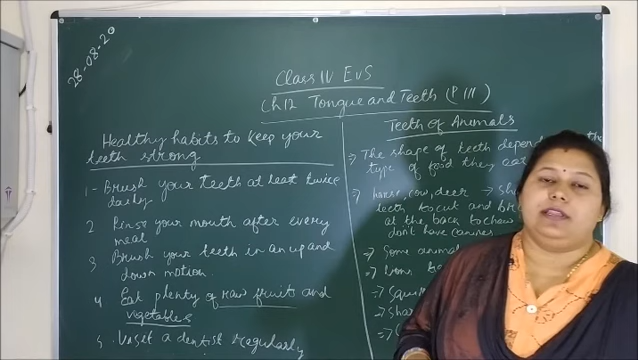 28-08-20
Class IV EVS
Ch 12 Tongue and Teeth (P III)
Healthy habits to keep your
teeth strong
1- Brush your teeth at least twice
daily
2 Rinse your mouth after every
meal
3 Brush your teeth in an up and
down motion.
4 Eat plenty of raw fruits and
vegetables
5. Visit a dentist regularly
Teeth of Animals
⇒ The shape of teeth depends the
type of food they eat
⇒ horse, cow, deer →
teeth to cut and
at the back to chew
don't have canines
⇒ Some
⇒ Lions
⇒
⇒
⇒